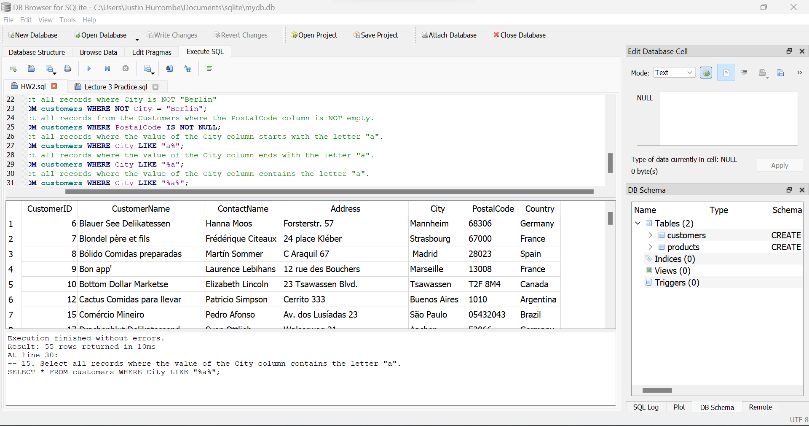 DB Browser for SQLite - C:\Users\Justin Hurcombe\Documents\sqlite\mydb.db
File Edit View Tools Help
New Database Open Database Write Changes Revert Changes Open Project Save Project Attach Database Close Database
Database Structure Browse Data Edit Pragmas Execute SQL
HW2.sql Lecture 3 Practice.sql
22 ct all records where City is NOT "Berlin"
23 OM customers WHERE NOT City = "Berlin";
24 ct all records from the Customers where the PostalCode column is NOT empty.
25 OM customers WHERE PostalCode IS NOT NULL;
26 ct all records where the value of the City column starts with the letter "a".
27 OM customers WHERE City LIKE "a%";
28 ct all records where the value of the City column ends with the letter "a".
29 OM customers WHERE City LIKE "%a";
30 ct all records where the value of the City column contains the letter "a".
31 OM customers WHERE City LIKE "%a%";
CustomerID CustomerName ContactName Address City PostalCode Country
1 6 Blauer See Delikatessen Hanna Moos Forsterstr. 57 Mannheim 68306 Germany
2 7 Blondel père et fils Frédérique Citeaux 24 place Kléber Strasbourg 67000 France
3 8 Bólido Comidas preparadas Martín Sommer C Araquil 67 Madrid 28023 Spain
4 9 Bon app' Laurence Lebihans 12 rue des Bouchers Marseille 13008 France
5 10 Bottom Dollar Marketse Elizabeth Lincoln 23 Tsawassen Blvd. Tsawassen T2F 8M4 Canada
6 12 Cactus Comidas para llevar Patricio Simpson Cerrito 333 Buenos Aires 1010 Argentina
7 15 Comércio Mineiro Pedro Afonso Av. dos Lusíadas 23 São Paulo 05432043 Brazil
Execution finished without errors.
Result: 55 rows returned in 10ms
At line 30:
-- 15. Select all records where the value of the City column contains the letter "a".
SELECT * FROM customers WHERE City LIKE "%a%";
Edit Database Cell
Mode: Text
NULL
Type of data currently in cell: NULL
0 byte(s)
Apply
DB Schema
Name Type Schema
Tables (2)
customers CREATE
products CREATE
Indices (0)
Views (0)
Triggers (0)
SQL Log Plot DB Schema Remote
UTF-8